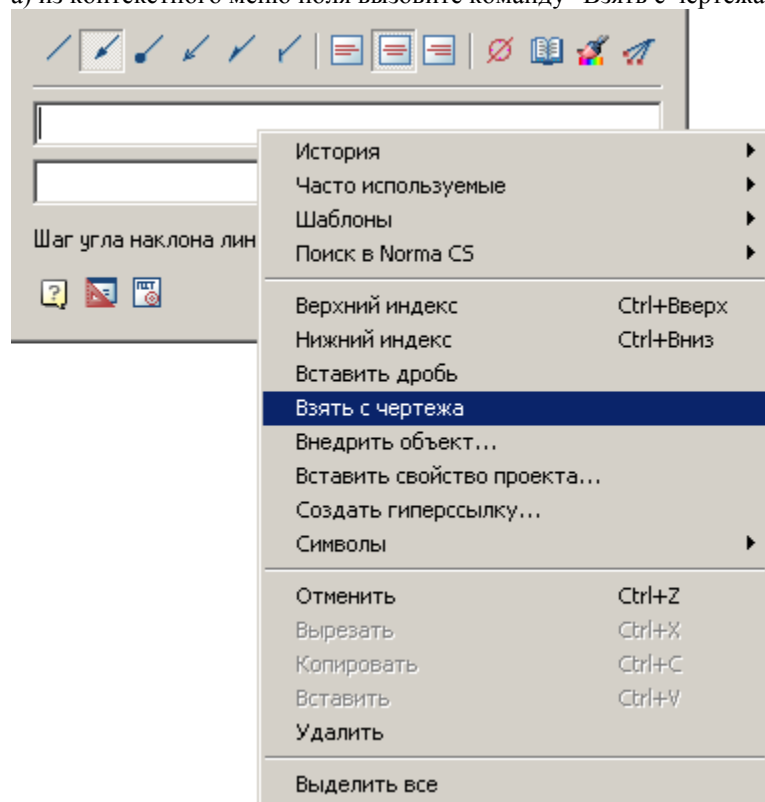 а) из контекстного меню поля вызовите команду "Взять с чертежа
История
Часто используемые
Шаблоны
Поиск в Norma CS
Шаг угла наклона лин
Верхний индекс Ctrl+Вверх
Нижний индекс Ctrl+Вниз
Вставить дробь
Взять с чертежа
Внедрить объект...
Вставить свойство проекта...
Создать гиперссылку...
Символы
Отменить Ctrl+Z
Вырезать Ctrl+X
Копировать Ctrl+C
Вставить Ctrl+V
Удалить
Выделить все